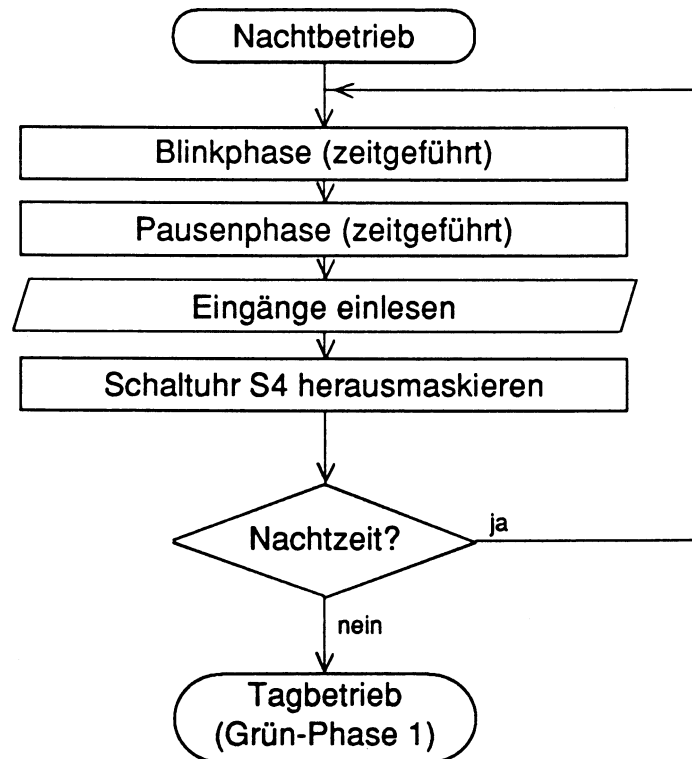 Nachtbetrieb
Blinkphase (zeitgeführt)
Pausenphase (zeitgeführt)
Eingänge einlesen
Schaltuhr S4 herausmaskieren
Nachtzeit?
ja
nein
Tagbetrieb
(Grün-Phase 1)